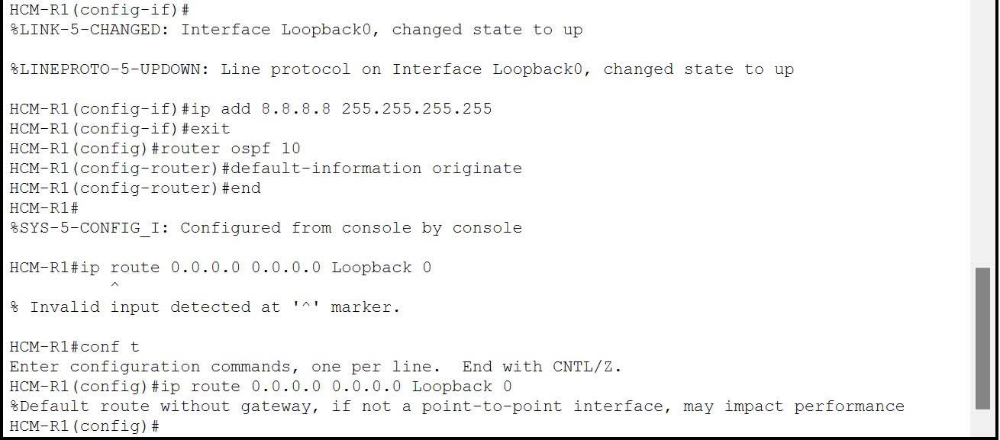 HCM-R1(config-if)#
%LINK-5-CHANGED: Interface Loopback0, changed state to up
%LINEPROTO-5-UPDOWN: Line protocol on Interface Loopback0, changed state to up
HCM-R1(config-if)#ip add 8.8.8.8 255.255.255.255
HCM-R1(config-if)#exit
HCM-R1(config)#router ospf 10
HCM-R1(config-router)#default-information originate
HCM-R1(config-router)#end
HCM-R1#
%SYS-5-CONFIG_I: Configured from console by console
HCM-R1#ip route 0.0.0.0 0.0.0.0 Loopback 0
^
% Invalid input detected at '^' marker.
HCM-R1#conf t
Enter configuration commands, one per line.  End with CNTL/Z.
HCM-R1(config)#ip route 0.0.0.0 0.0.0.0 Loopback 0
%Default route without gateway, if not a point-to-point interface, may impact performance
HCM-R1(config)#